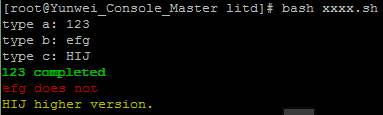 [root@Yunwei_Console_Master litd]# bash xxxx.sh
type a: 123
type b: efg
type c: HIJ
123 completed
efg does not
HIJ higher version.